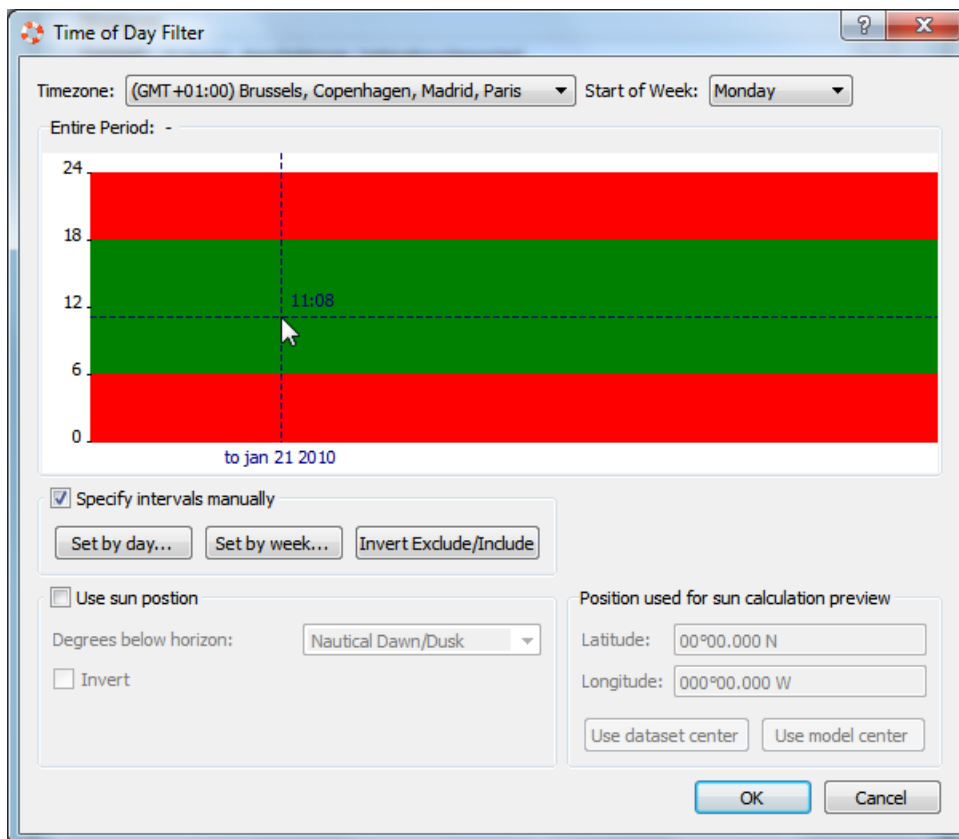 Time of Day Filter
Timezone: (GMT+01:00) Brussels, Copenhagen, Madrid, Paris Start of Week: Monday
Entire Period: -
24
18
12
11:08
6
0
to jan 21 2010
Specify intervals manually
Set by day... Set by week... Invert Exclude/Include
Use sun postion Position used for sun calculation preview
Degrees below horizon: Nautical Dawn/Dusk Latitude: 00°00.000 N
Invert Longitude: 000°00.000 W
Use dataset center Use model center
OK Cancel